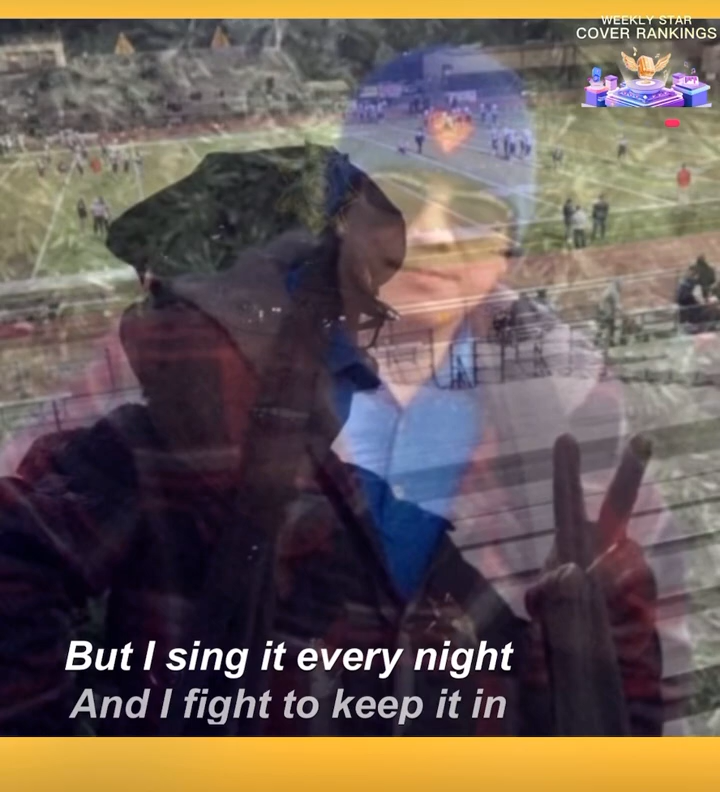 WEEKLY STAR
COVER RANKINGS
But I sing it every night
And I fight to keep it in